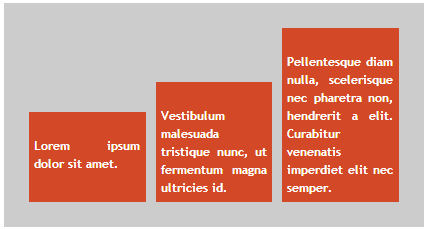 Lorem ipsum
dolor sit amet.
Vestibulum
malesuada
tristique nunc, ut
fermentum magna
ultricies id.
Pellentesque diam
nulla, scelerisque
nec pharetra non,
hendrerit a elit.
Curabitur
venenatis
imperdiet elit nec
semper.